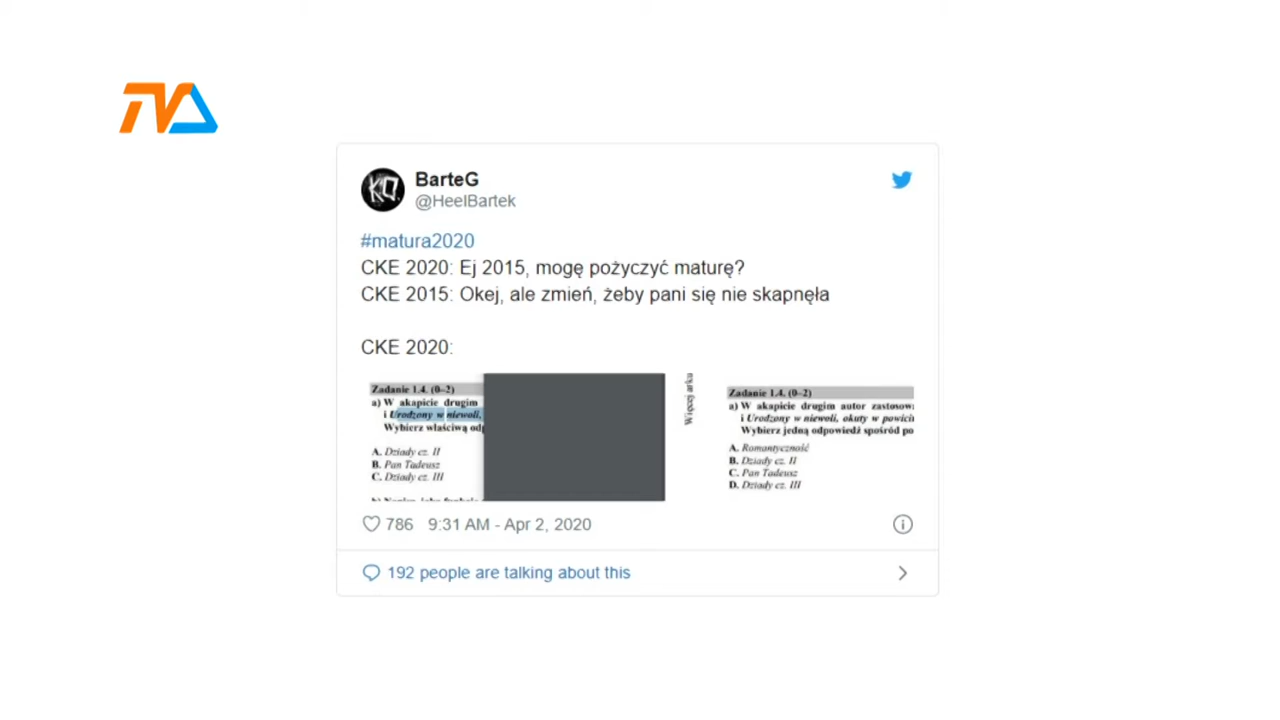 TVA
BarteG
@HeelBartek
#matura2020
CKE 2020: Ej 2015, mogę pożyczyć maturę?
CKE 2015: Okej, ale zmień, żeby pani się nie skapnęła
CKE 2020:
Zadanie 1.4. (0–2)
a) W akapicie drugim
i Urodzony w niewoli,
Wybierz właściwą
A. Dziady cz. II
B. Pan Tadeusz
C. Dziady cz. III
Więcej
Zadanie 1.4. (0–2)
a) W akapicie drugim autor
i Urodzony w niewoli, okuty w
Wybierz jedną odpowiedź spośród
A. Romantyczność
B. Dziady cz. II
C. Pan Tadeusz
D. Dziady cz. III
786 9:31 AM - Apr 2, 2020
192 people are talking about this